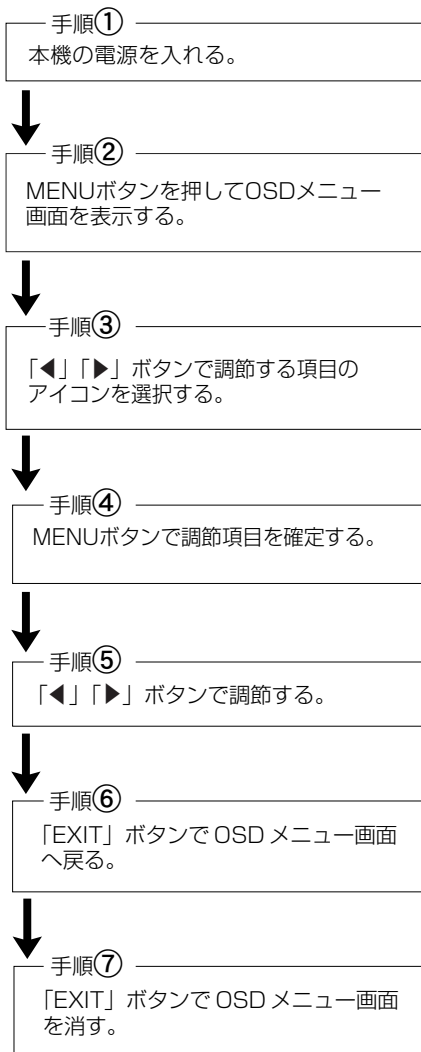 手順①
本機の電源を入れる。
手順②
MENUボタンを押してOSDメニュー
画面を表示する。
手順③
「◀」「▶」ボタンで調節する項目の
アイコンを選択する。
手順④
MENUボタンで調節項目を確定する。
手順⑤
「◀」「▶」ボタンで調節する。
手順⑥
「EXIT」ボタンで OSD メニュー画面
へ戻る。
手順⑦
「EXIT」ボタンで OSD メニュー画面
を消す。